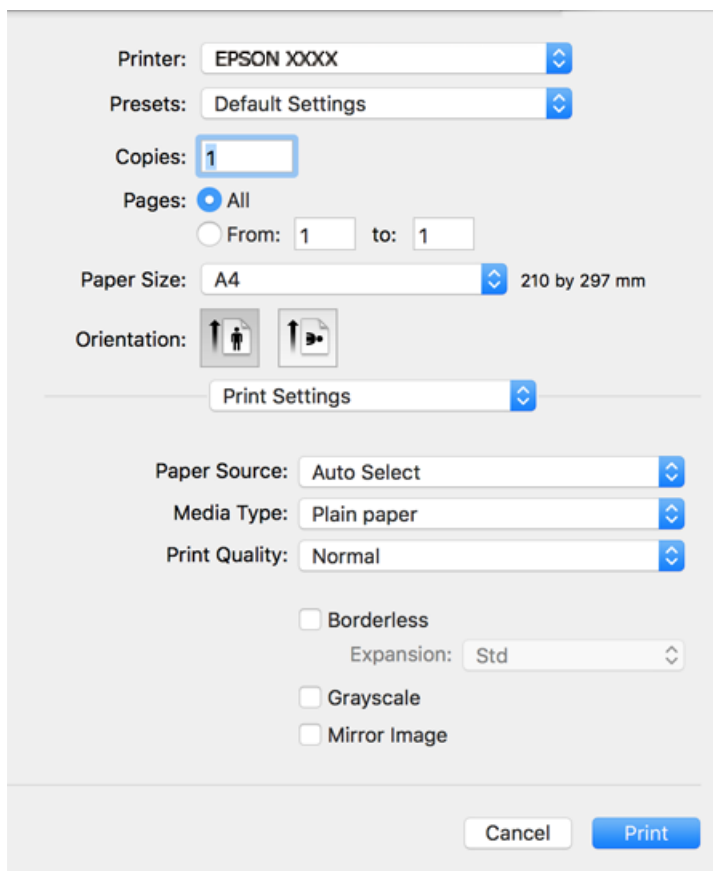 Printer: EPSON XXXX
Presets: Default Settings
Copies: 1
Pages: All
From: 1 to: 1
Paper Size: A4 210 by 297 mm
Orientation:
Print Settings
Paper Source: Auto Select
Media Type: Plain paper
Print Quality: Normal
Borderless
Expansion: Std
Grayscale
Mirror Image
Cancel Print